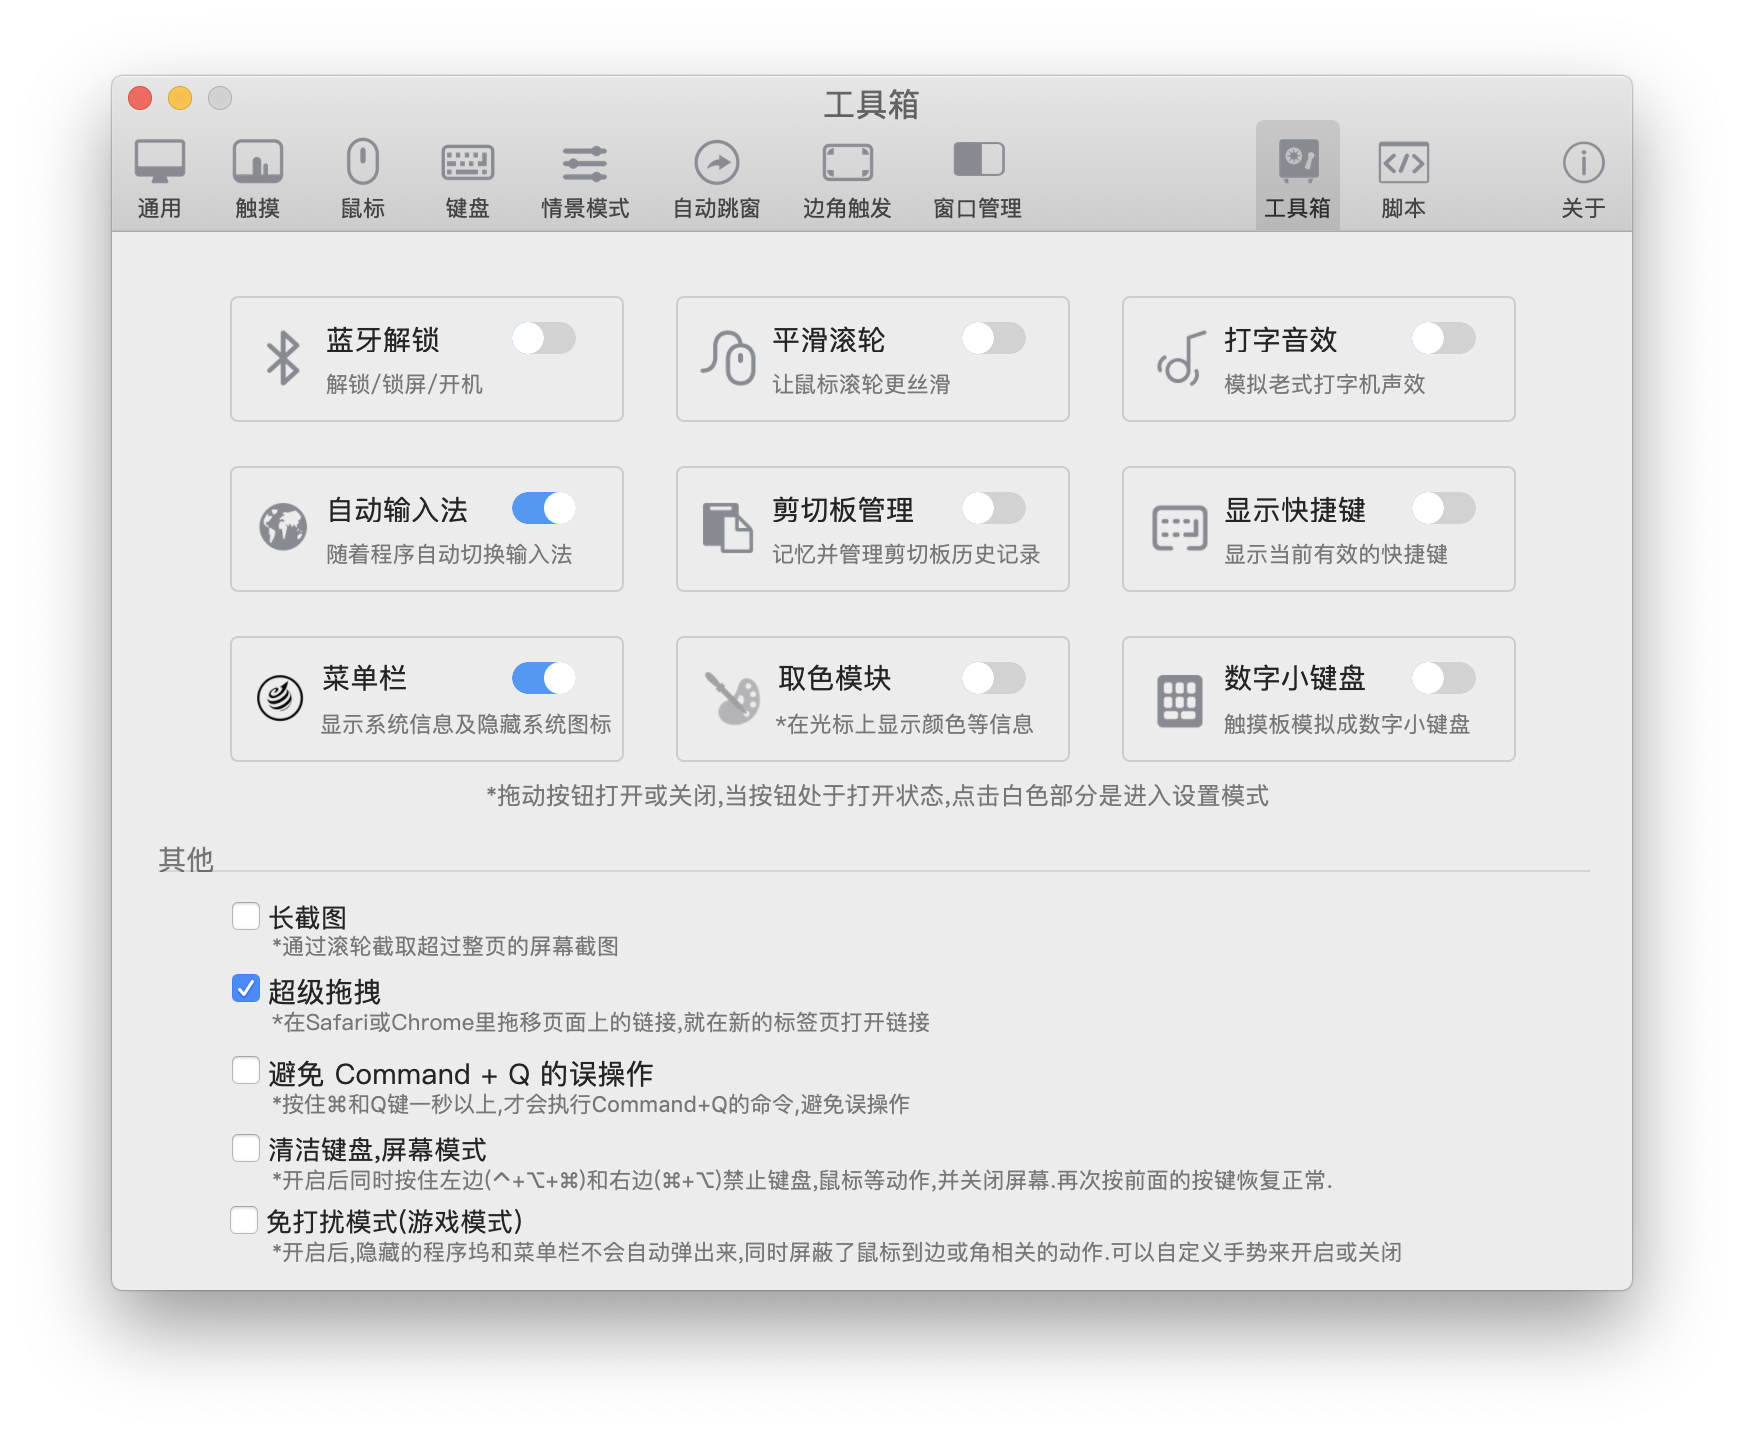 工具箱
通用 触摸 鼠标 键盘 情景模式 自动跳窗 边角触发 窗口管理 工具箱 脚本 关于
蓝牙解锁
解锁/锁屏/开机
平滑滚轮
让鼠标滚轮更丝滑
打字音效
模拟老式打字机声效
自动输入法
随着程序自动切换输入法
剪切板管理
记忆并管理剪切板历史记录
显示快捷键
显示当前有效的快捷键
菜单栏
显示系统信息及隐藏系统图标
取色模块
*在光标上显示颜色等信息
数字小键盘
触摸板模拟成数字小键盘
*拖动按钮打开或关闭,当按钮处于打开状态,点击白色部分是进入设置模式
其他
长截图
*通过滚轮截取超过整页的屏幕截图
超级拖拽
*在Safari或Chrome里拖移页面上的链接,就在新的标签页打开链接
避免 Command + Q 的误操作
*按住⌘和Q键一秒以上,才会执行Command+Q的命令,避免误操作
清洁键盘,屏幕模式
*开启后同时按住左边(^+⌥+⌘)和右边(⌘+⌥)禁止键盘,鼠标等动作,并关闭屏幕.再次按前面的按键恢复正常.
免打扰模式(游戏模式)
*开启后,隐藏的程序坞和菜单栏不会自动弹出来,同时屏蔽了鼠标到边或角相关的动作.可以自定义手势来开启或关闭